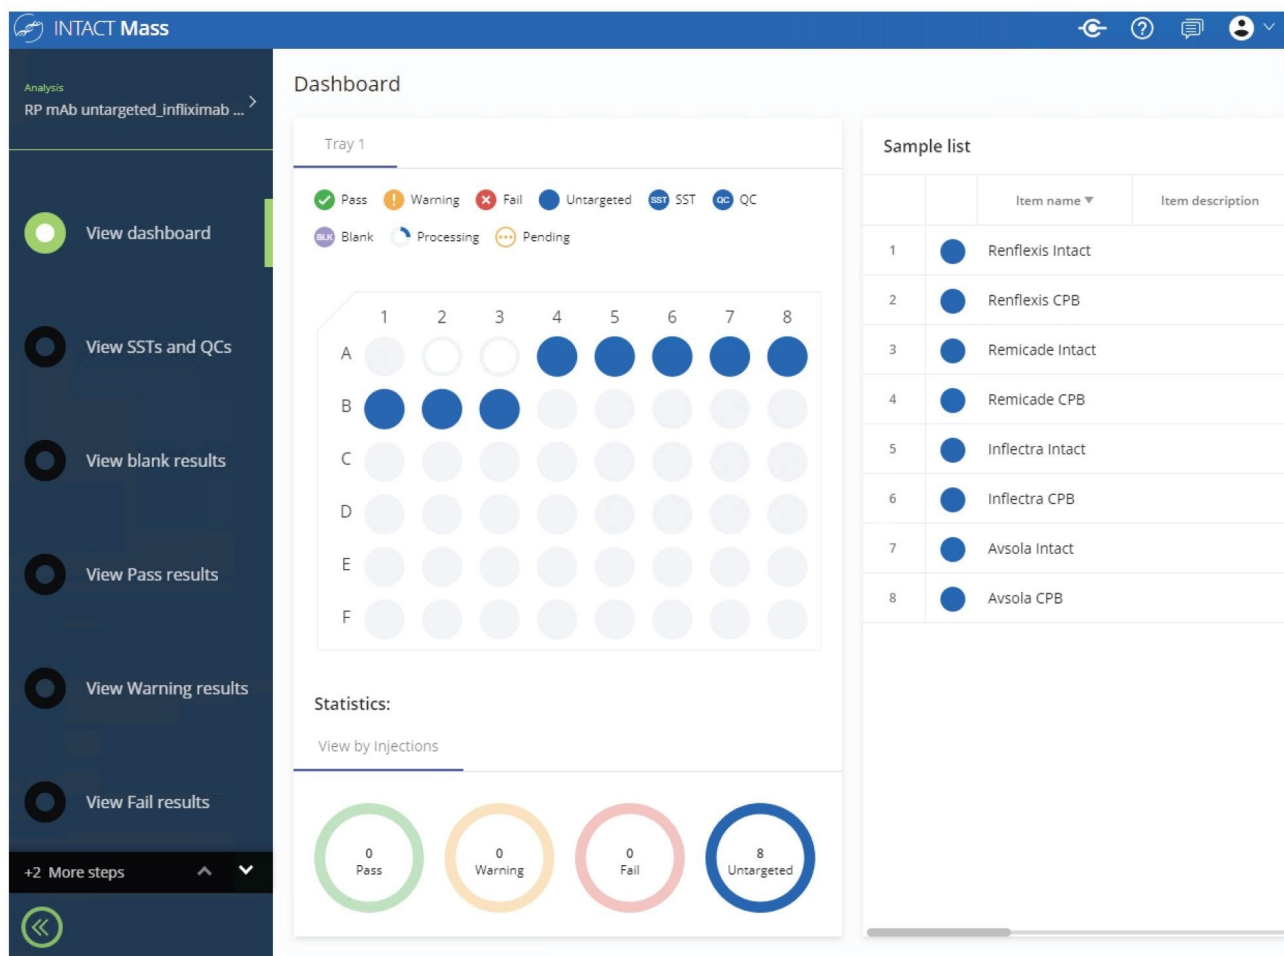 INTACT Mass
Analysis
RP mAb untargeted_infliximab ...
View dashboard
View SSTs and QCs
View blank results
View Pass results
View Warning results
View Fail results
+2 More steps
Dashboard
Tray 1
Pass Warning Fail Untargeted SST SST QC QC
BLK Blank Processing Pending
1 2 3 4 5 6 7 8
A
B
C
D
E
F
Statistics:
View by Injections
0 Pass
0 Warning
0 Fail
8 Untargeted
Sample list
Item name Item description
1 Renflexis Intact
2 Renflexis CPB
3 Remicade Intact
4 Remicade CPB
5 Inflectra Intact
6 Inflectra CPB
7 Avsola Intact
8 Avsola CPB